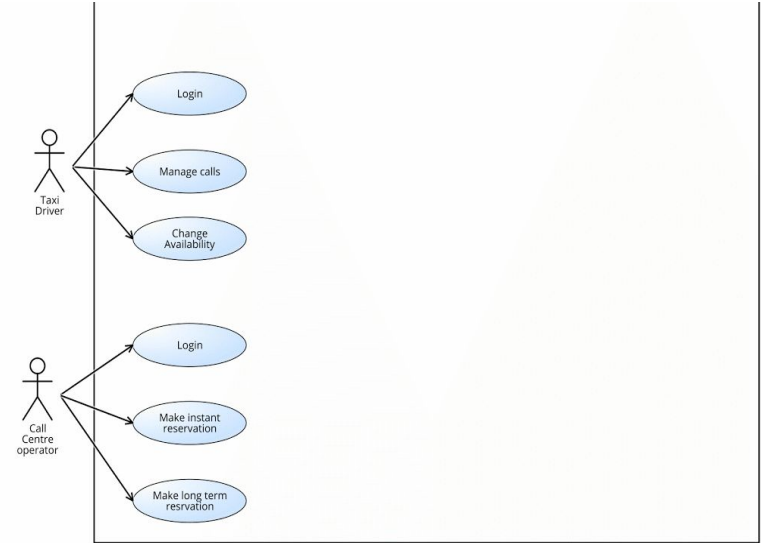 Login
Manage calls
Taxi
Driver
Change
Availability
Login
Make instant
reservation
Call
Centre
operator
Make long term
resrvation